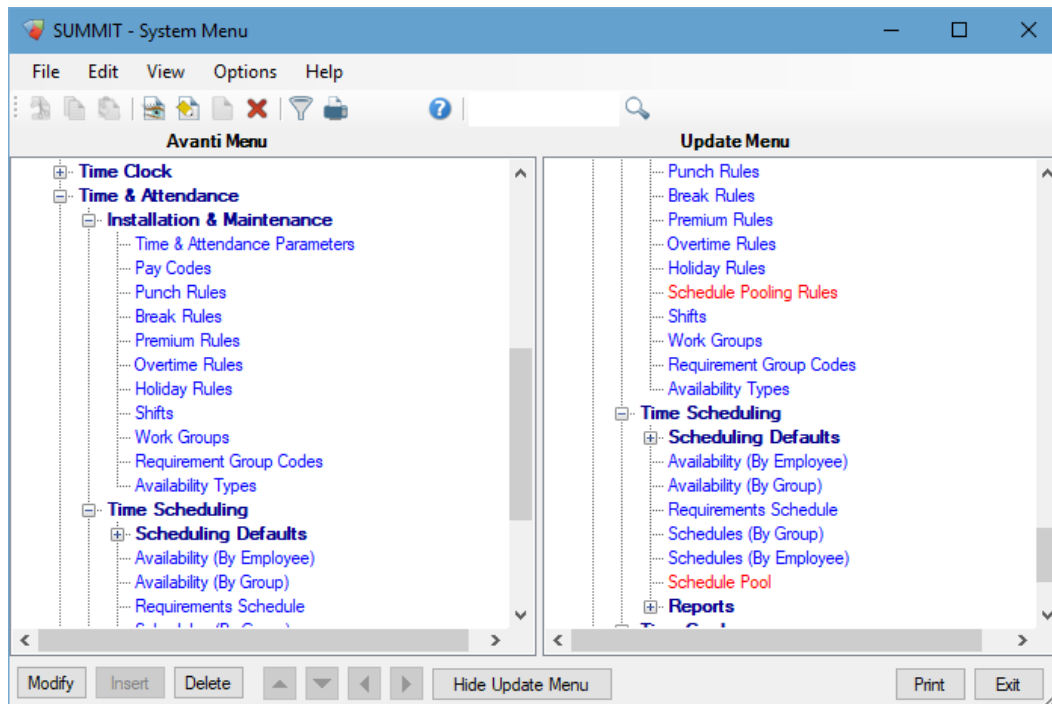 SUMMIT - System Menu
File Edit View Options Help
Avanti Menu
Time Clock
Time & Attendance
Installation & Maintenance
Time & Attendance Parameters
Pay Codes
Punch Rules
Break Rules
Premium Rules
Overtime Rules
Holiday Rules
Shifts
Work Groups
Requirement Group Codes
Availability Types
Time Scheduling
Scheduling Defaults
Availability (By Employee)
Availability (By Group)
Requirements Schedule
Update Menu
Punch Rules
Break Rules
Premium Rules
Overtime Rules
Holiday Rules
Schedule Pooling Rules
Shifts
Work Groups
Requirement Group Codes
Availability Types
Time Scheduling
Scheduling Defaults
Availability (By Employee)
Availability (By Group)
Requirements Schedule
Schedules (By Group)
Schedules (By Employee)
Schedule Pool
Reports
Modify Insert Delete Hide Update Menu Print Exit